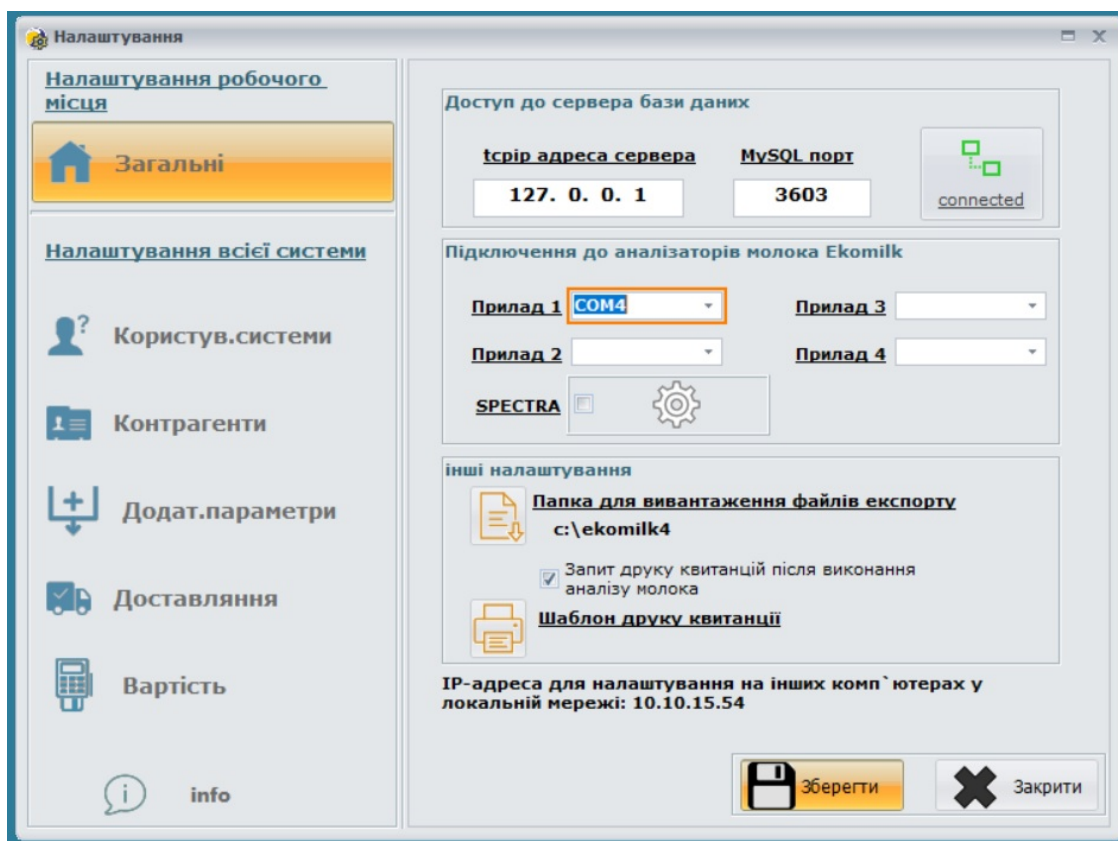 Налаштування
Налаштування робочого
місця
Загальні
Налаштування всієї системи
Користув.системи
Контрагенти
Додат.параметри
Доставляння
Вартість
info
Доступ до сервера бази даних
tcpip адреса сервера
MySQL порт
127. 0. 0. 1
3603
connected
Підключення до аналізаторів молока Ekomilk
Прилад 1 COM4
Прилад 3
Прилад 2
Прилад 4
SPECTRA
інші налаштування
Папка для вивантаження файлів експорту
c:\ekomilk4
Запит друку квитанцій після виконання
аналізу молока
Шаблон друку квитанції
IP-адреса для налаштування на інших комп`ютерах у
локальній мережі: 10.10.15.54
Зберегти
Закрити